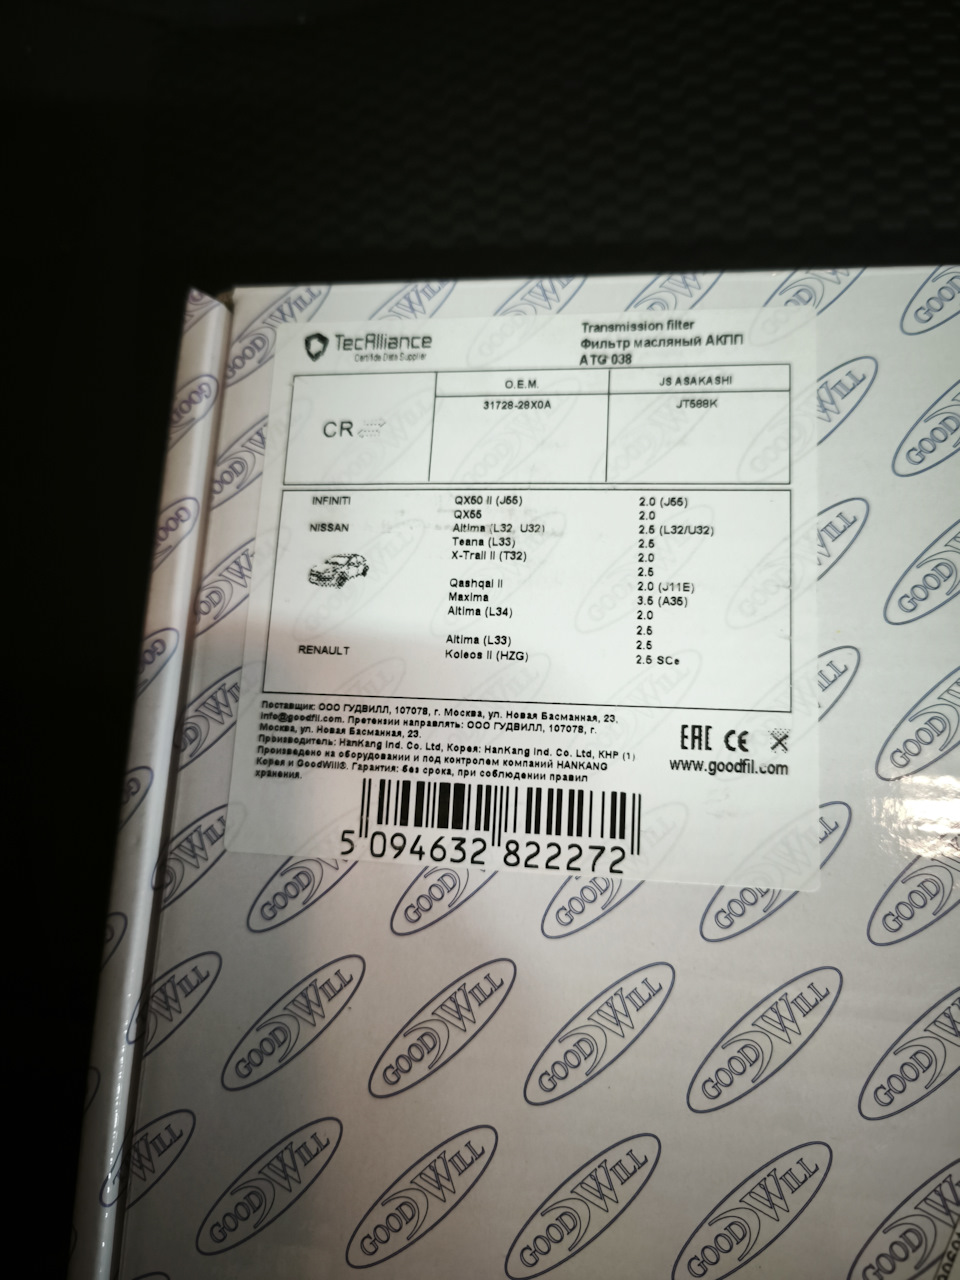 TecAlliance
Certifide Data Supplier
Transmission filter
Фильтр масляный АКПП
ATG 038
CR
O.E.M.
JS ASAKASHI
31728-28X0A
JT588K
INFINITI QX50 II (J55) 2.0 (J55)
QX55 2.0
NISSAN Altima (L32, U32) 2.5 (L32/U32)
Teana (L33) 2.5
X-Trail II (T32) 2.0
2.5
Qashqai II 2.0 (J11E)
Maxima 3.5 (A35)
Altima (L34) 2.0
2.5
Altima (L33) 2.5
RENAULT Koleos II (HZG) 2.5 SCe
Поставщик: ООО ГУДВИЛЛ, 107078, г. Москва, ул. Новая Басманная, 23.
info@goodfil.com. Претензии направлять: ООО ГУДВИЛЛ, 107078, г.
Москва, ул. Новая Басманная, 23.
Производитель: HanKang Ind. Co. Ltd, Корея: HanKang Ind. Co. Ltd, КНР (1)
Произведено на оборудовании и под контролем компаний HANKANG
Корея и GoodWill®. Гарантия: без срока, при соблюдении правил
хранения.
EAC CE
www.goodfil.com
5 094632 822272
GOODWILL